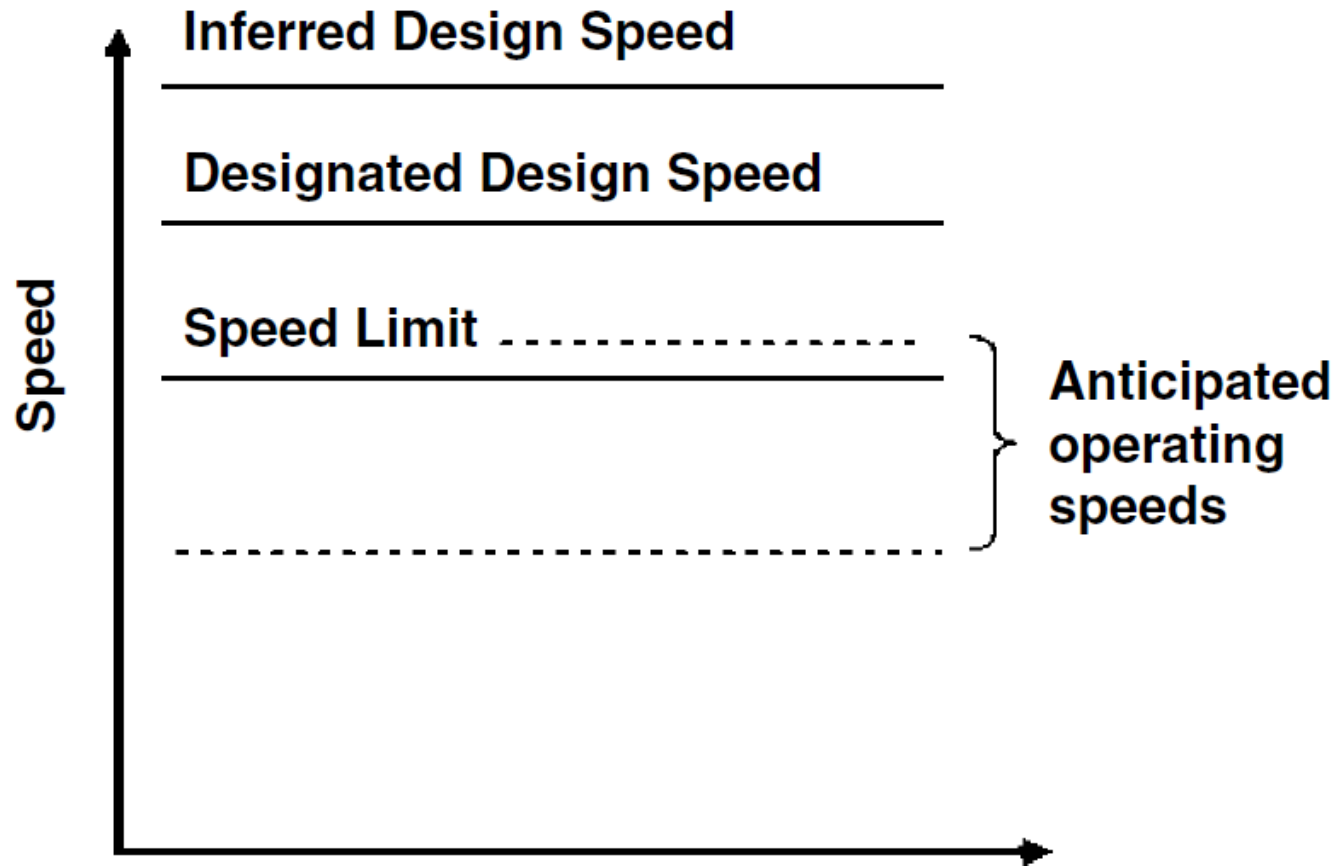 Inferred Design Speed
Designated Design Speed
Speed Limit
Speed
Anticipated
operating
speeds